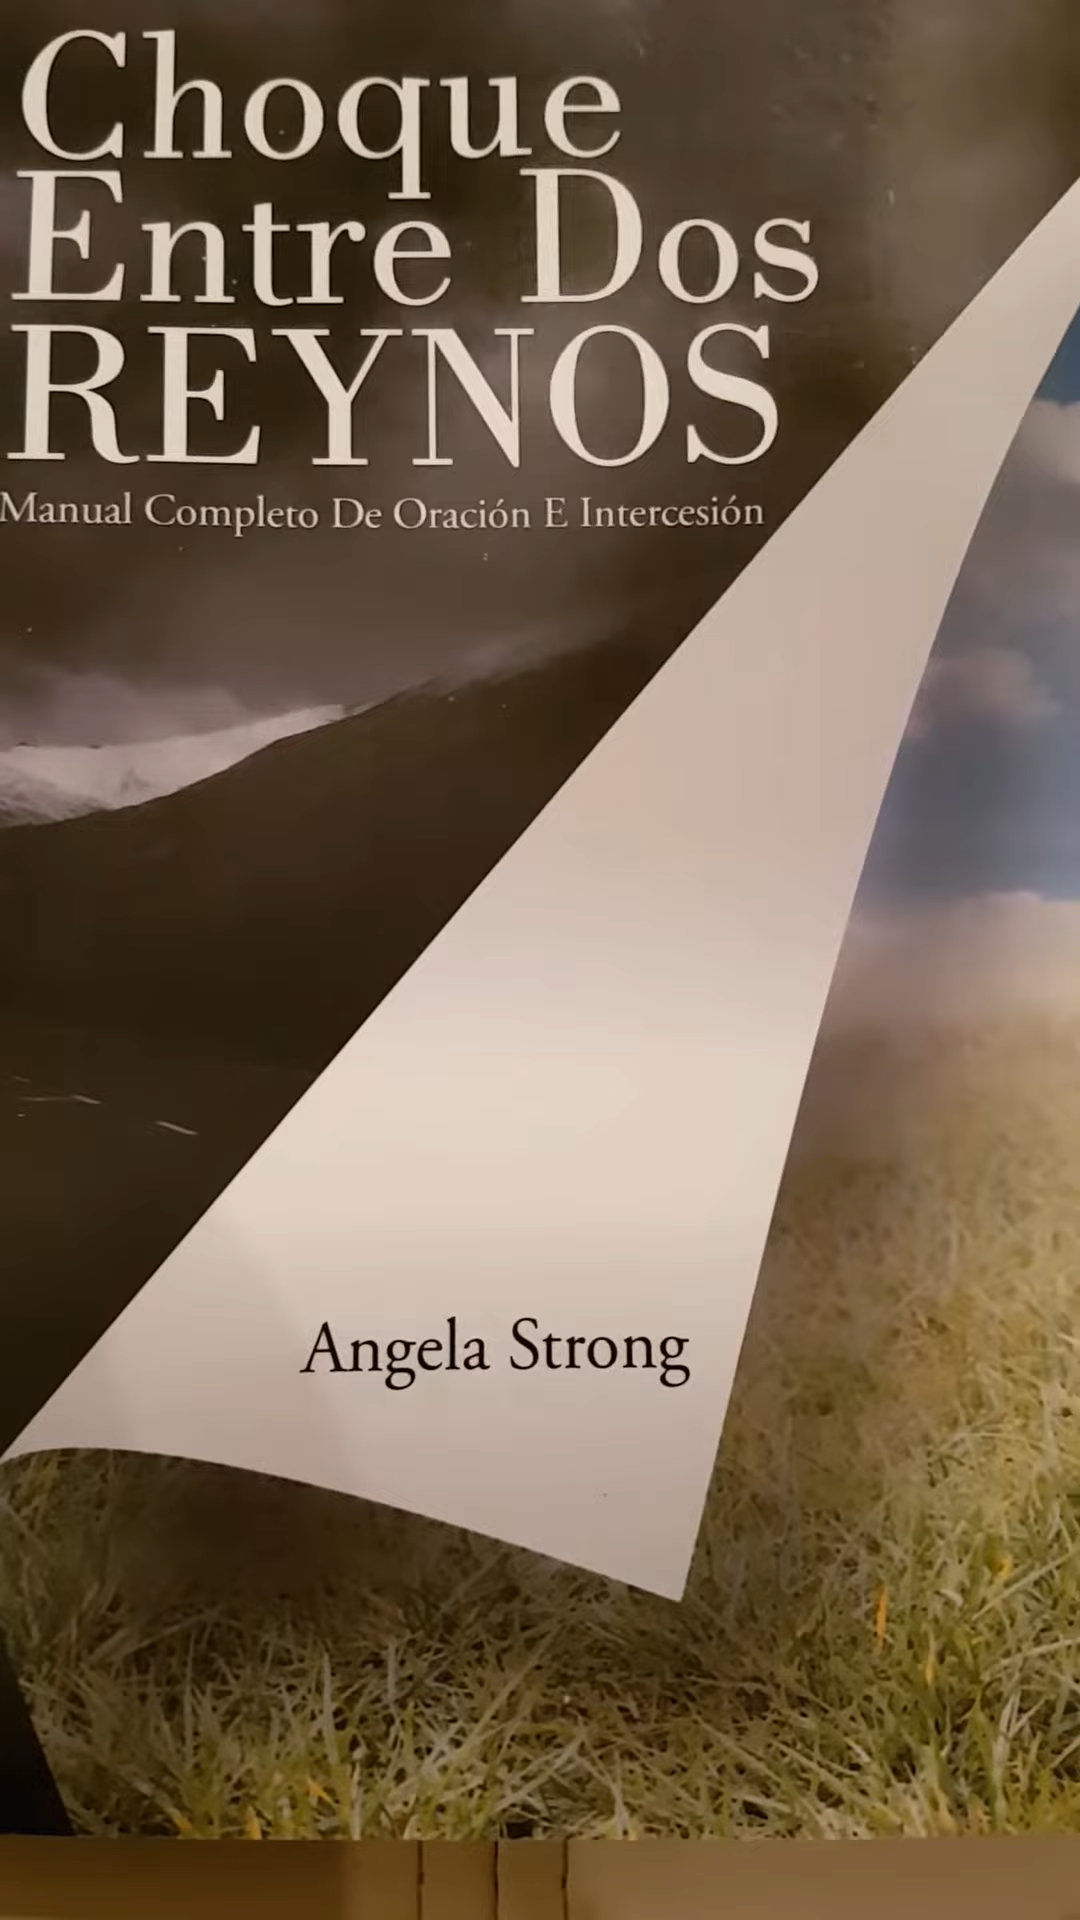 Choque
Entre Dos
REYNOS
Manual Completo De Oración E Intercesión
Angela Strong